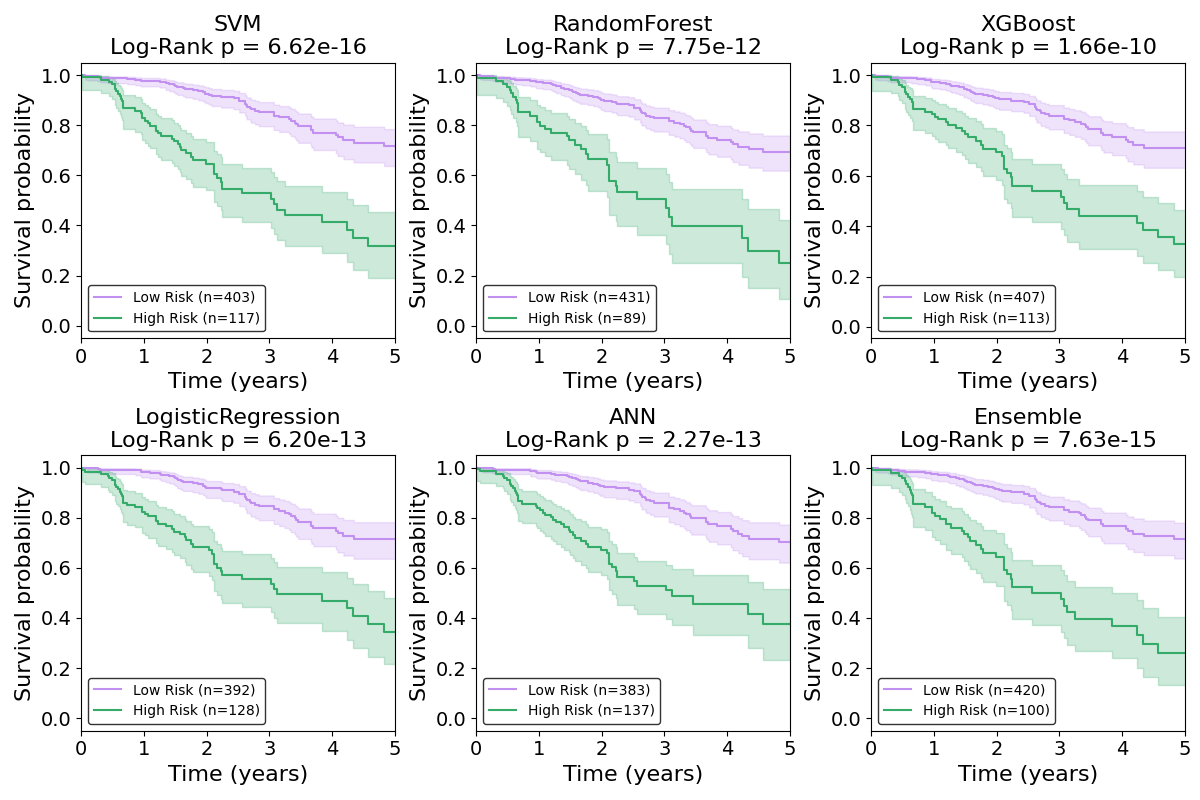 SVM
Log-Rank p = 6.62e-16
Survival probability
1.0
0.8
0.6
0.4
0.2
0.0
Low Risk (n=403)
High Risk (n=117)
0 1 2 3 4 5
Time (years)
RandomForest
Log-Rank p = 7.75e-12
Survival probability
1.0
0.8
0.6
0.4
0.2
0.0
Low Risk (n=431)
High Risk (n=89)
0 1 2 3 4 5
Time (years)
XGBoost
Log-Rank p = 1.66e-10
Survival probability
1.0
0.8
0.6
0.4
0.2
0.0
Low Risk (n=407)
High Risk (n=113)
0 1 2 3 4 5
Time (years)
LogisticRegression
Log-Rank p = 6.20e-13
Survival probability
1.0
0.8
0.6
0.4
0.2
0.0
Low Risk (n=392)
High Risk (n=128)
0 1 2 3 4 5
Time (years)
ANN
Log-Rank p = 2.27e-13
Survival probability
1.0
0.8
0.6
0.4
0.2
0.0
Low Risk (n=383)
High Risk (n=137)
0 1 2 3 4 5
Time (years)
Ensemble
Log-Rank p = 7.63e-15
Survival probability
1.0
0.8
0.6
0.4
0.2
0.0
Low Risk (n=420)
High Risk (n=100)
0 1 2 3 4 5
Time (years)